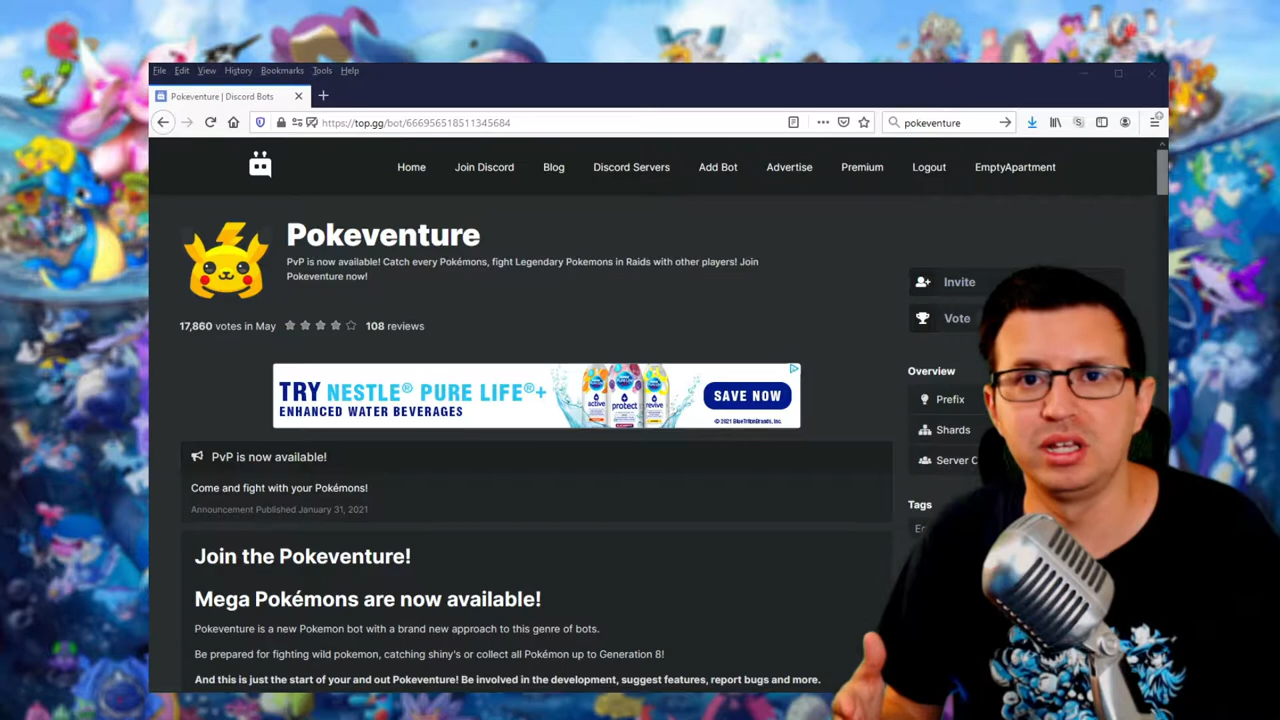 File Edit View History Bookmarks Tools Help
Pokeventure | Discord Bots
https://top.gg/bot/666956518511345684
pokeventure
Home Join Discord Blog Discord Servers Add Bot Advertise Premium Logout EmptyApartment
Pokeventure
PvP is now available! Catch every Pokémons, fight Legendary Pokemons in Raids with other players! Join
Pokeventure now!
Invite
17,860 votes in May 108 reviews
Vote
TRY NESTLE® PURE LIFE®+
ENHANCED WATER BEVERAGES
active protect revive
SAVE NOW
© 2021 BlueTritonBrands, Inc.
Overview
Prefix
Shards
Server C
Tags
PvP is now available!
Come and fight with your Pokémons!
Announcement Published January 31, 2021
Join the Pokeventure!
Mega Pokémons are now available!
Pokeventure is a new Pokemon bot with a brand new approach to this genre of bots.
Be prepared for fighting wild pokemon, catching shiny's or collect all Pokémon up to Generation 8!
And this is just the start of your and out Pokeventure! Be involved in the development, suggest features, report bugs and more.